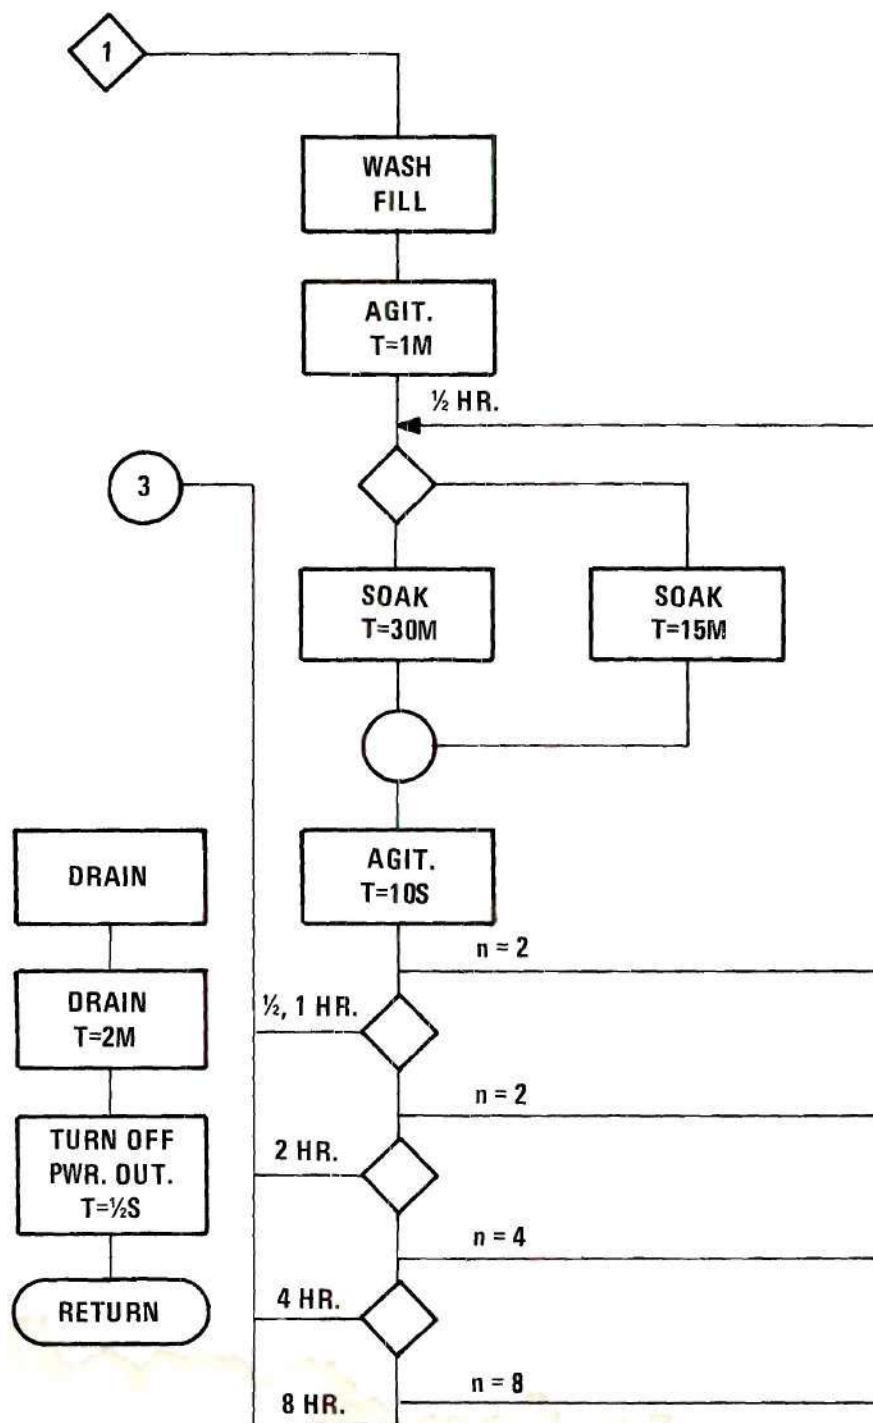 1
WASH
FILL
AGIT.
T=1M
½ HR.
3
SOAK
T=30M
SOAK
T=15M
AGIT.
T=10S
DRAIN
n = 2
DRAIN
T=2M
½, 1 HR.
n = 2
TURN OFF
PWR. OUT.
T=½S
2 HR.
n = 4
RETURN
4 HR.
n = 8
8 HR.